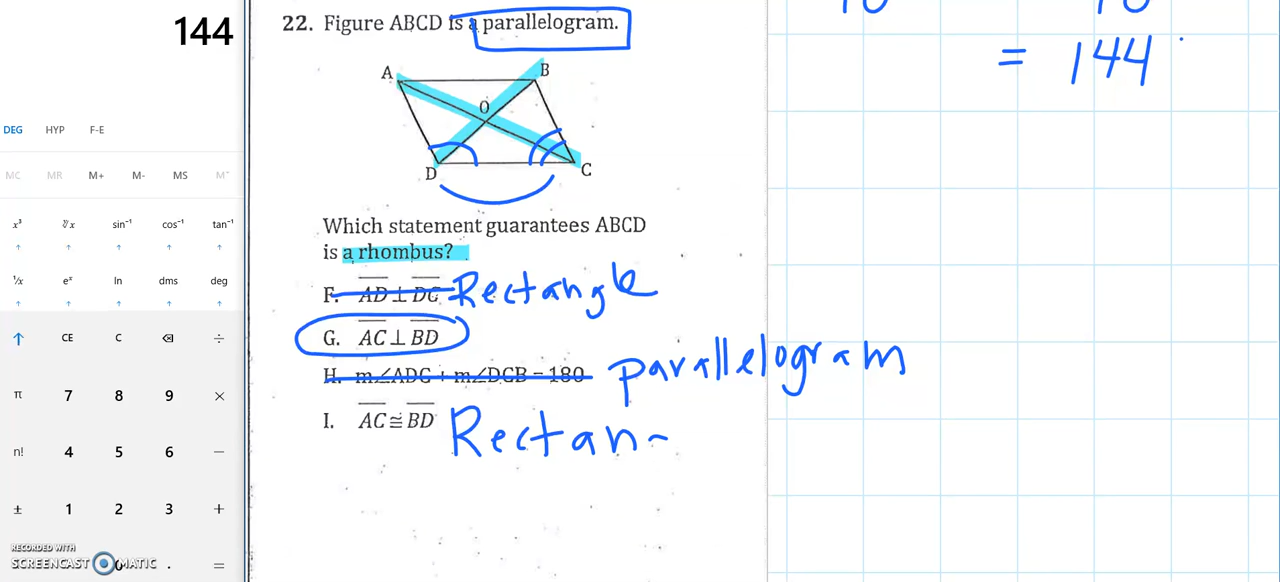 144
DEG HYP F-E
MC MR M+ M- MS
x³ ʸ√x sin⁻¹ cos⁻¹ tan⁻¹
¹/x eˣ ln dms deg
↑ CE C ÷
π 7 8 9 ×
n! 4 5 6 −
± 1 2 3 +
0 . =
RECORDED WITH
SCREENCAST MATIC
22. Figure ABCD is a parallelogram.
A B
O
D C
Which statement guarantees ABCD
is a rhombus?
F. AD ⊥ DC Rectangle
G. AC ⊥ BD
H. m∠ADC + m∠DCB = 180 parallelogram
I. AC ≅ BD Rectan
= 144